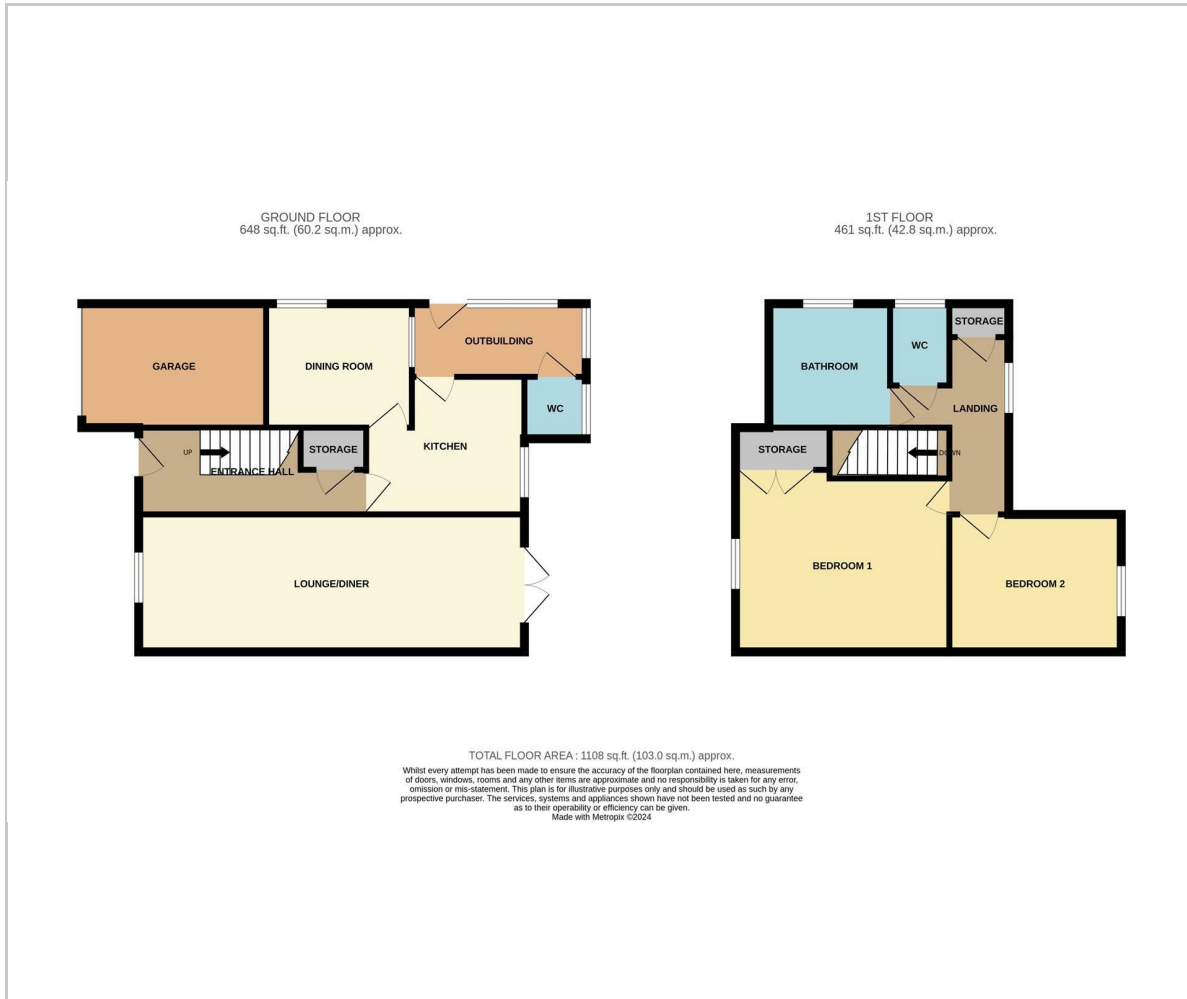 GROUND FLOOR
648 sq.ft. (60.2 sq.m.) approx.
GARAGE
DINING ROOM
OUTBUILDING
WC
KITCHEN
STORAGE
UP
ENTRANCE HALL
LOUNGE/DINER
1ST FLOOR
461 sq.ft. (42.8 sq.m.) approx.
STORAGE
WC
BATHROOM
LANDING
STORAGE
DOWN
BEDROOM 1
BEDROOM 2
TOTAL FLOOR AREA : 1108 sq.ft. (103.0 sq.m.) approx.
Whilst every attempt has been made to ensure the accuracy of the floorplan contained here, measurements
of doors, windows, rooms and any other items are approximate and no responsibility is taken for any error,
omission or mis-statement. This plan is for illustrative purposes only and should be used as such by any
prospective purchaser. The services, systems and appliances shown have not been tested and no guarantee
as to their operability or efficiency can be given.
Made with Metropix ©2024